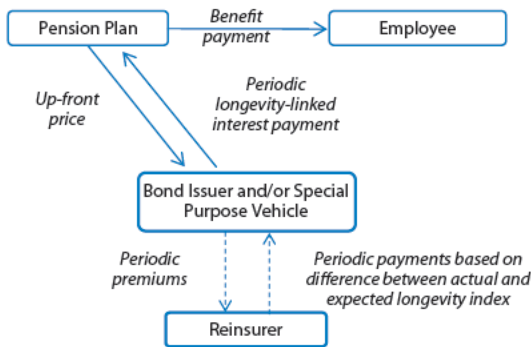 Pension Plan
Benefit
payment
Employee
Up-front
price
Periodic
longevity-linked
interest payment
Bond Issuer and/or Special
Purpose Vehicle
Periodic
premiums
Periodic payments based on
difference between actual and
expected longevity index
Reinsurer